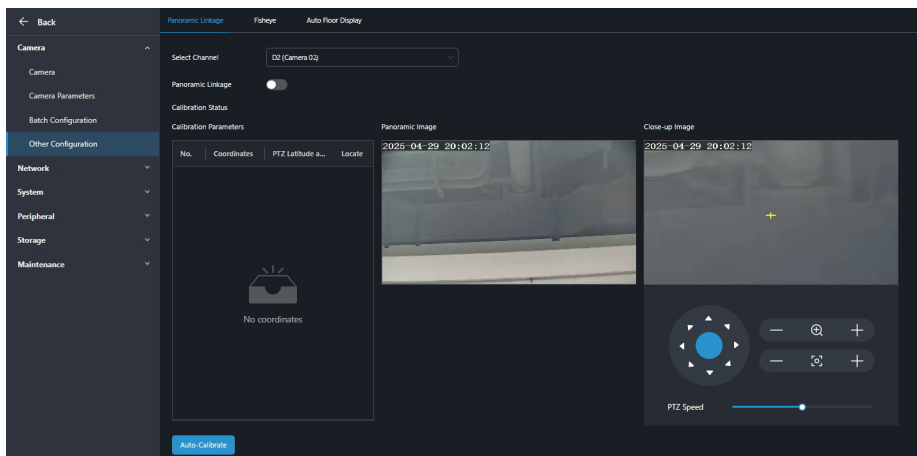 Back
Camera
Camera
Camera Parameters
Batch Configuration
Other Configuration
Network
System
Peripheral
Storage
Maintenance
Panoramic Linkage Fisheye Auto Floor Display
Select Channel D2 (Camera 02)
Panoramic Linkage
Calibration Status
Calibration Parameters Panoramic Image Close-up Image
No. Coordinates PTZ Latitude a... Locate
2025-04-29 20:02:12 2025-04-29 20:02:12
No coordinates
PTZ Speed
Auto-Calibrate